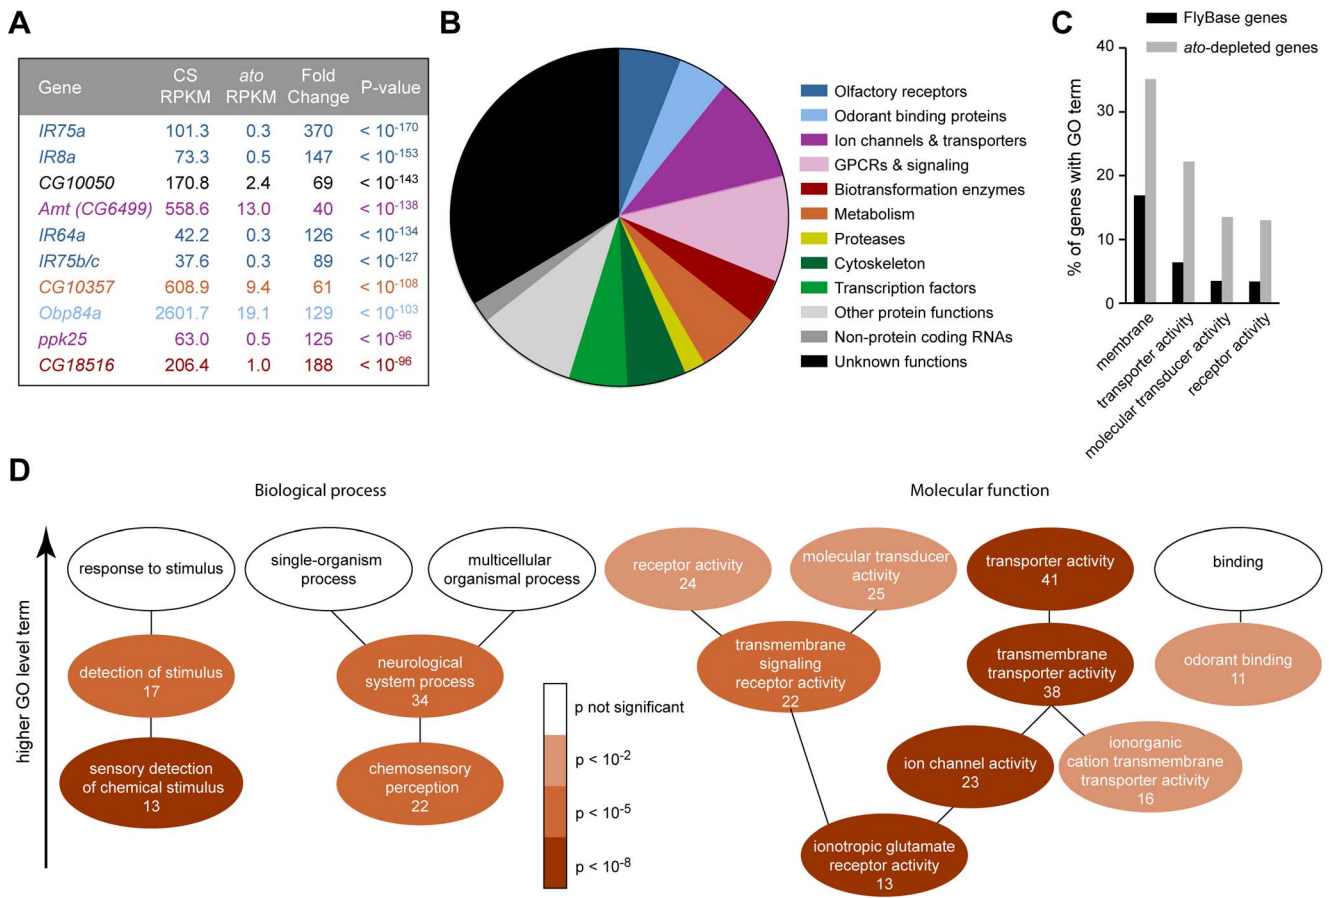 A
Gene CS RPKM ato RPKM Fold Change P-value
IR75a 101.3 0.3 370 < 10-170
IR8a 73.3 0.5 147 < 10-153
CG10050 170.8 2.4 69 < 10-143
Amt (CG6499) 558.6 13.0 40 < 10-138
IR64a 42.2 0.3 126 < 10-134
IR75b/c 37.6 0.3 89 < 10-127
CG10357 608.9 9.4 61 < 10-108
Obp84a 2601.7 19.1 129 < 10-103
ppk25 63.0 0.5 125 < 10-96
CG18516 206.4 1.0 188 < 10-96
B
Olfactory receptors
Odorant binding proteins
Ion channels & transporters
GPCRs & signaling
Biotransformation enzymes
Metabolism
Proteases
Cytoskeleton
Transcription factors
Other protein functions
Non-protein coding RNAs
Unknown functions
C
FlyBase genes
ato-depleted genes
% of genes with GO term
40
30
20
10
0
membrane
transporter activity
molecular transducer activity
receptor activity
D
higher GO level term
Biological process
response to stimulus
single-organism
process
multicellular
organismal process
detection of stimulus
17
neurological
system process
34
sensory detection
of chemical stimulus
13
chemosensory
perception
22
p not significant
p < 10-2
p < 10-5
p < 10-8
Molecular function
receptor activity
24
molecular transducer
activity
25
transporter activity
41
binding
transmembrane
signaling
receptor activity
22
transmembrane
transporter activity
38
odorant binding
11
ion channel activity
23
ionorganic
cation transmembrane
transporter activity
16
ionotropic glutamate
receptor activity
13